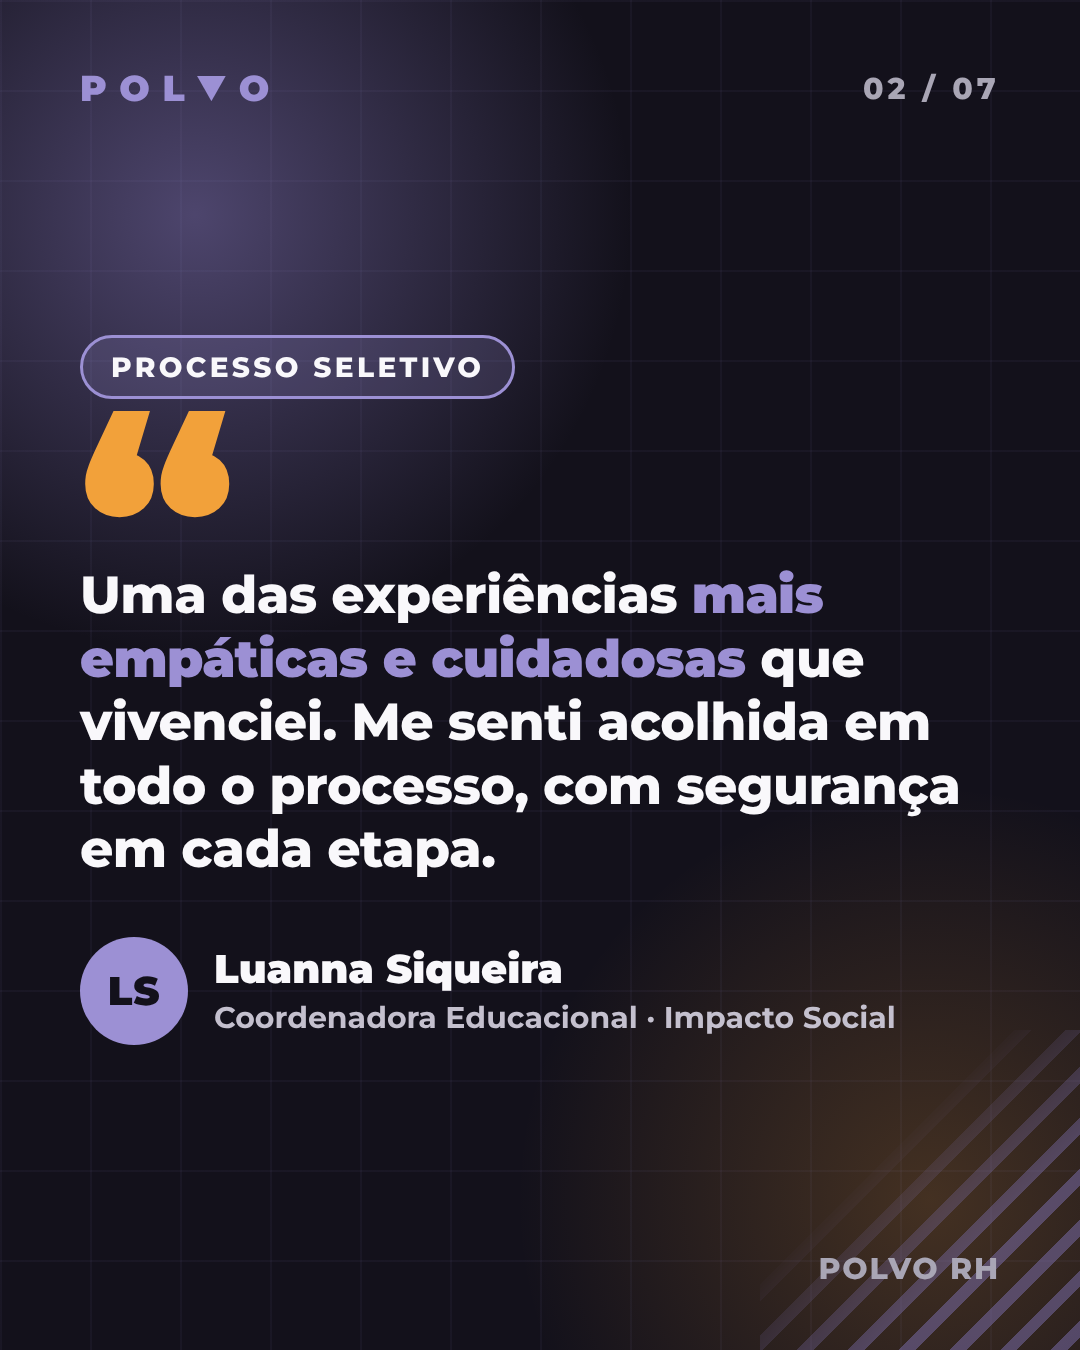 POLVO
02 / 07
PROCESSO SELETIVO
“
Uma das experiências mais
empáticas e cuidadosas que
vivenciei. Me senti acolhida em
todo o processo, com segurança
em cada etapa.
LS
Luanna Siqueira
Coordenadora Educacional · Impacto Social
POLVO RH